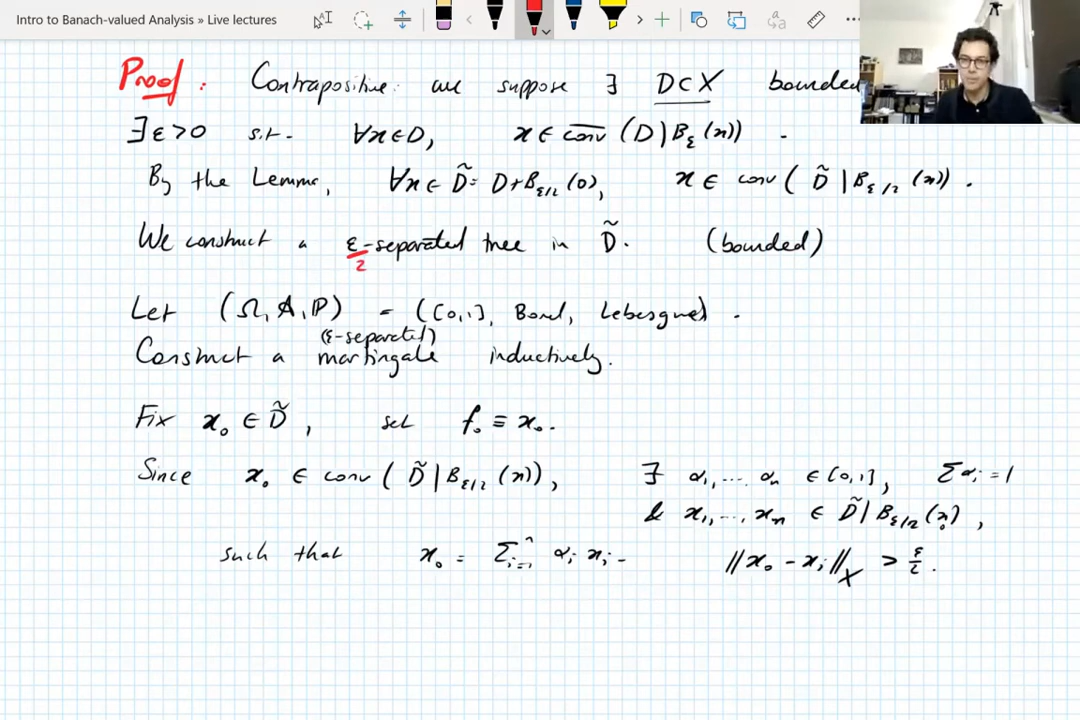 Intro to Banach-valued Analysis » Live lectures
Proof: Contrapositive: we suppose ∃ D⊂X bounded
∃ε>0 s.t. ∀x∈D, x ∈ c̅o̅n̅v̅ (D\B_ε(x)).
By the Lemma, ∀x∈ D̃ = D+B_{ε/2}(0), x ∈ conv( D̃ \ B_{ε/2}(x)).
We construct a ε/2-separated tree in D̃. (bounded)
Let (Ω, A, ℙ) = ([0,1], Borel, Lebesgue).
(ε-separated)
Construct a martingale inductively.
Fix x₀ ∈ D̃, set f₀ ≡ x₀.
Since x₀ ∈ conv( D̃ \ B_{ε/2}(x)), ∃ α₁,..., αₙ ∈ [0,1], Σαᵢ = 1
& x₁,..., xₙ ∈ D̃ \ B_{ε/2}(x₀),
such that x₀ = Σᵢ₌₁ⁿ αᵢ xᵢ. ‖x₀ - xᵢ‖_X > ε/2.